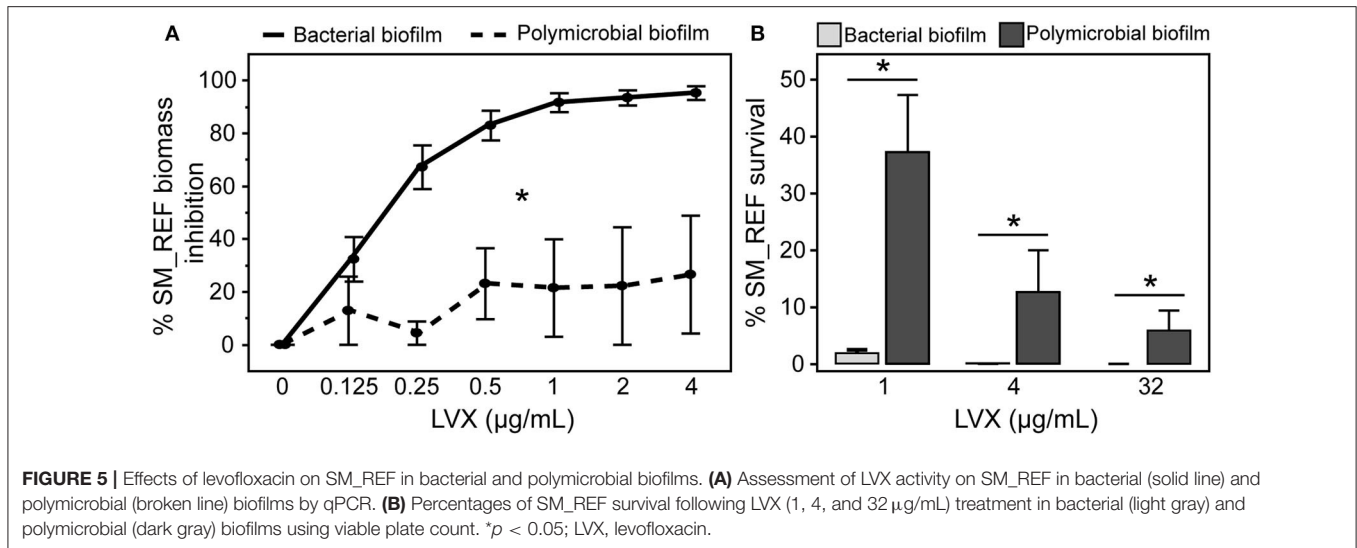 A
Bacterial biofilm
Polymicrobial biofilm
% SM_REF biomass
inhibition
100
80
60
40
20
0
*
0
0.125
0.25
0.5
1
2
4
LVX (µg/mL)
B
Bacterial biofilm
Polymicrobial biofilm
% SM_REF survival
50
40
30
20
10
0
*
*
*
1
4
32
LVX (µg/mL)
FIGURE 5 | Effects of levofloxacin on SM_REF in bacterial and polymicrobial biofilms. (A) Assessment of LVX activity on SM_REF in bacterial (solid line) and
polymicrobial (broken line) biofilms by qPCR. (B) Percentages of SM_REF survival following LVX (1, 4, and 32 µg/mL) treatment in bacterial (light gray) and
polymicrobial (dark gray) biofilms using viable plate count. *p < 0.05; LVX, levofloxacin.